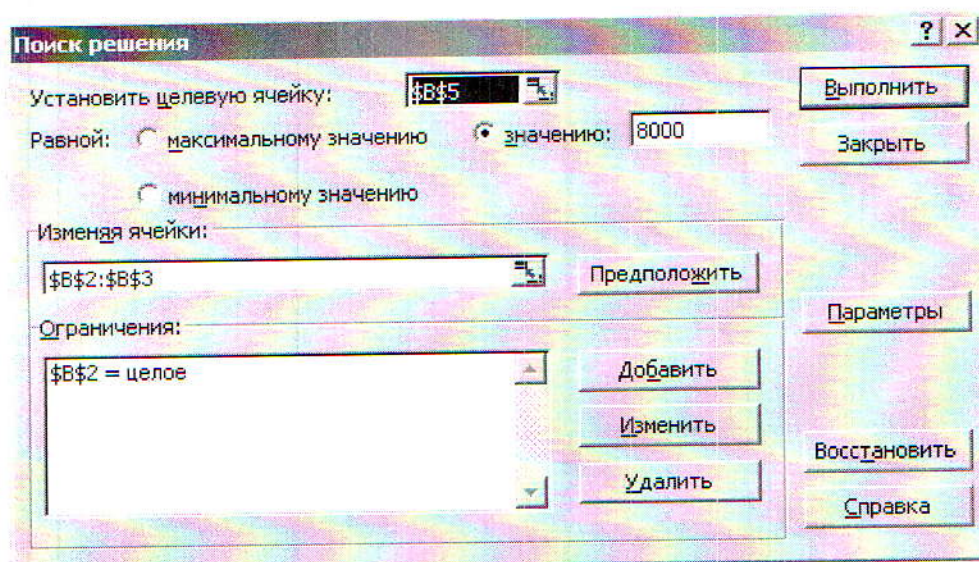 Поиск решения
? ×
Установить целевую ячейку: $B$5
Выполнить
Равной: максимальному значению значению: 8000
Закрыть
минимальному значению
Изменяя ячейки:
$B$2:$B$3
Предположить
Параметры
Ограничения:
$B$2 = целое
Добавить
Изменить
Восстановить
Удалить
Справка